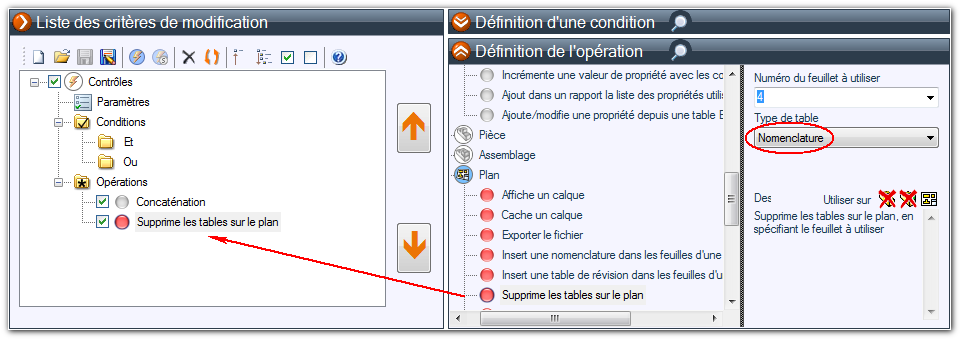 Liste des critères de modification
Contrôles
Paramètres
Conditions
Et
Ou
Opérations
Concaténation
Supprime les tables sur le plan
Définition d'une condition
Définition de l'opération
Incrémente une valeur de propriété avec les co
Ajout dans un rapport la liste des propriétés utilis
Ajoute/modifie une propriété depuis une table E
Pièce
Assemblage
Plan
Affiche un calque
Cache un calque
Exporter le fichier
Insert une nomenclature dans les feuilles d'une
Insert une table de révision dans les feuilles d'u
Supprime les tables sur le plan
Numéro du feuillet à utiliser
4
Type de table
Nomenclature
Des Utiliser sur
Supprime les tables sur le plan, en
spécifiant le feuillet à utiliser